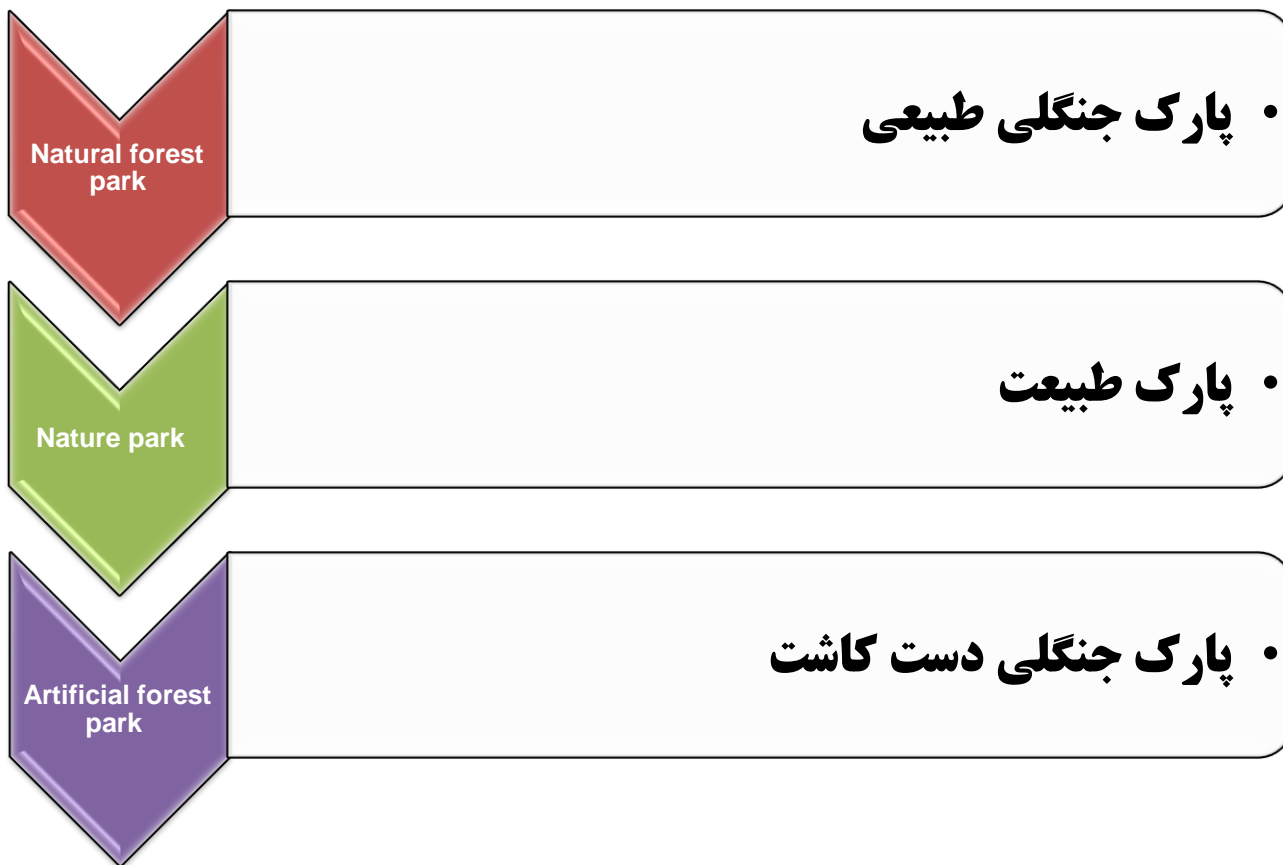 Natural forest
park
• پارک جنگلی طبیعی
Nature park
• پارک طبیعت
Artificial forest
park
• پارک جنگلی دست کاشت